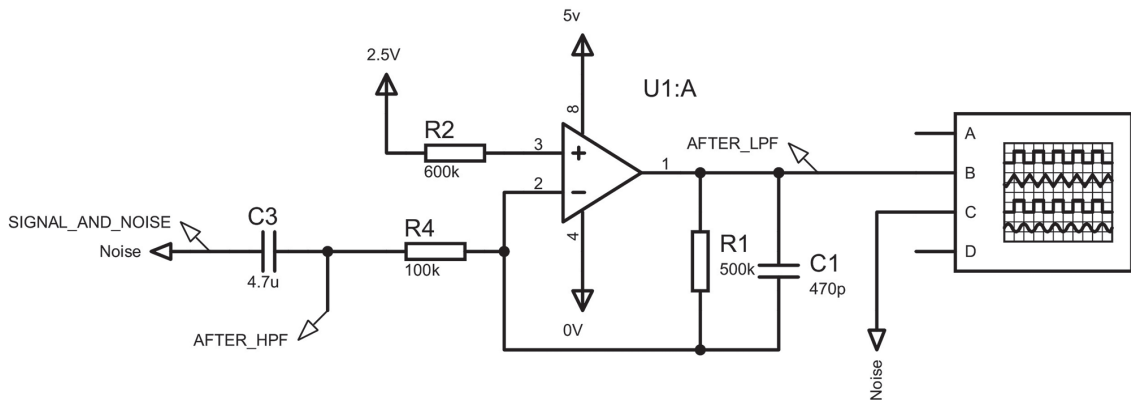 5v
2.5V
U1:A
8
R2
3
+
600k
2
−
1
AFTER_LPF
A
B
C
D
SIGNAL_AND_NOISE
Noise
C3
4.7u
R4
100k
4
R1
500k
C1
470p
AFTER_HPF
0V
Noise